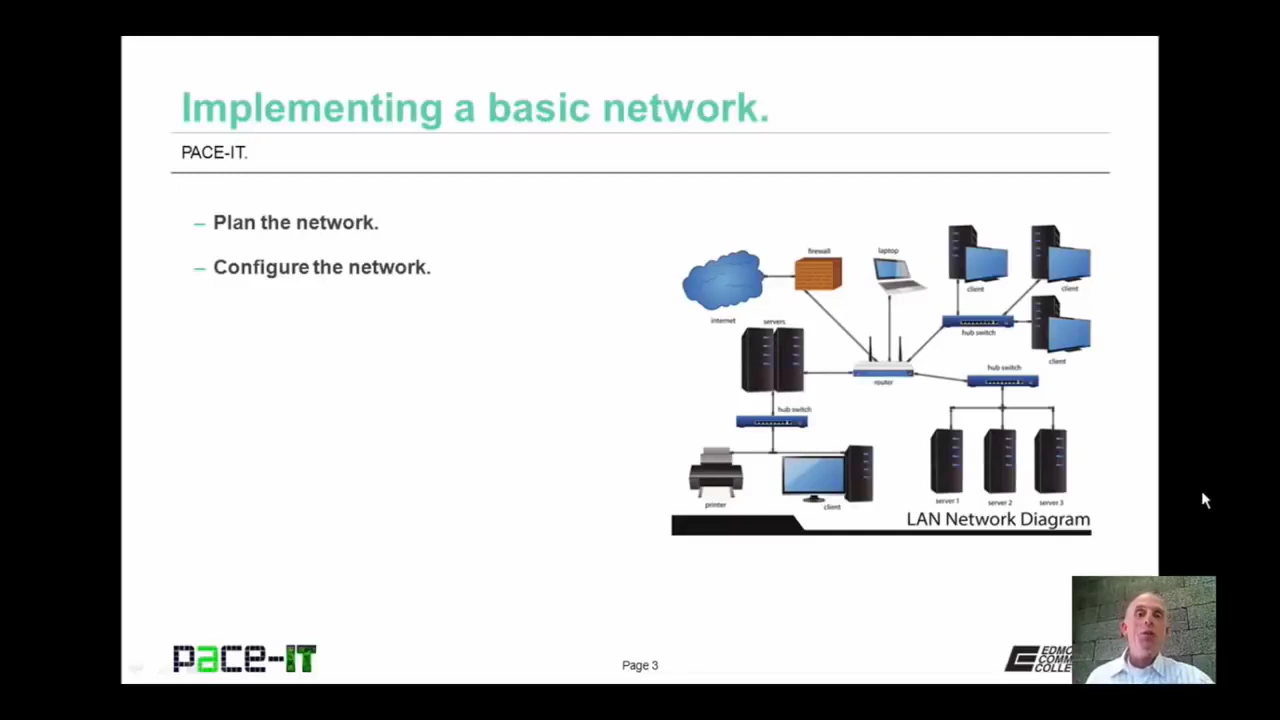 Implementing a basic network.
PACE-IT.
– Plan the network.
– Configure the network.
firewall
laptop
client
client
internet
servers
hub switch
client
router
hub switch
hub switch
printer
client
server 1
server 2
server 3
LAN Network Diagram
pace-IT
Page 3